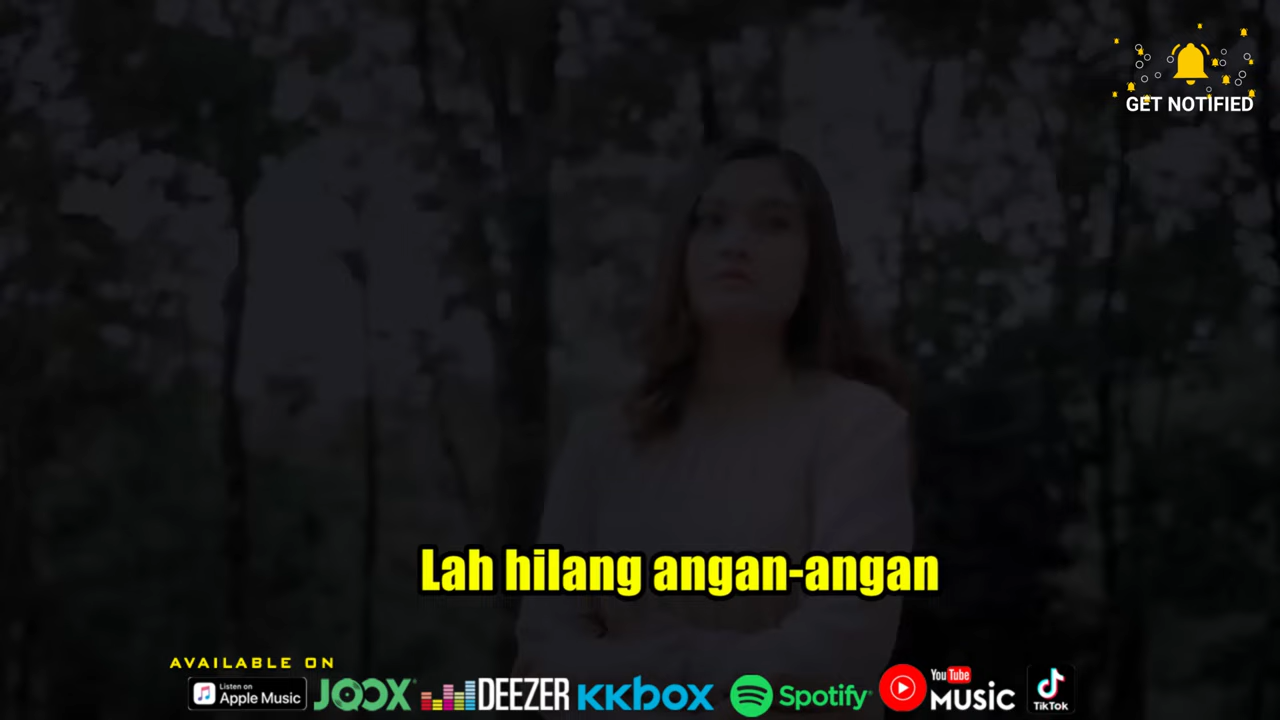 GET NOTIFIED
Lah hilang angan-angan
AVAILABLE ON
Listen on
Apple Music
JOOX
DEEZER
KKBOX
Spotify
YouTube
MUSIC
TikTok